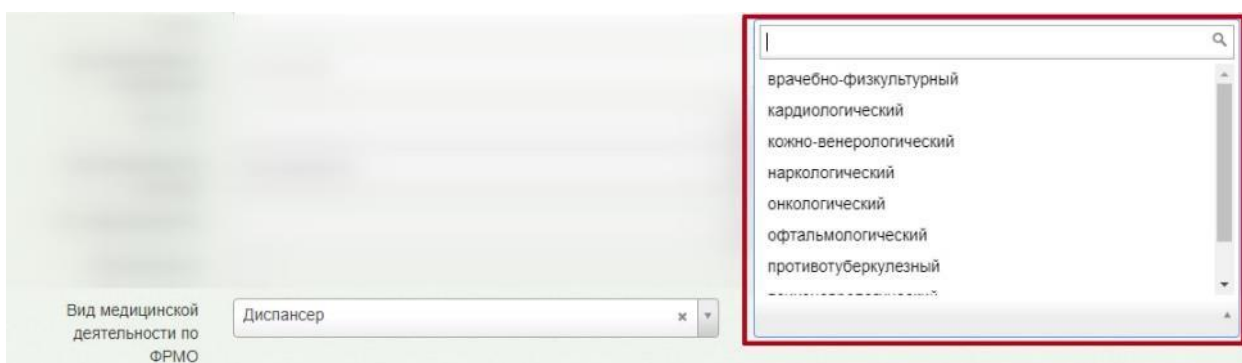 врачебно-физкультурный
кардиологический
кожно-венерологический
наркологический
онкологический
офтальмологический
противотуберкулезный
Вид медицинской
деятельности по
ФРМО
Диспансер